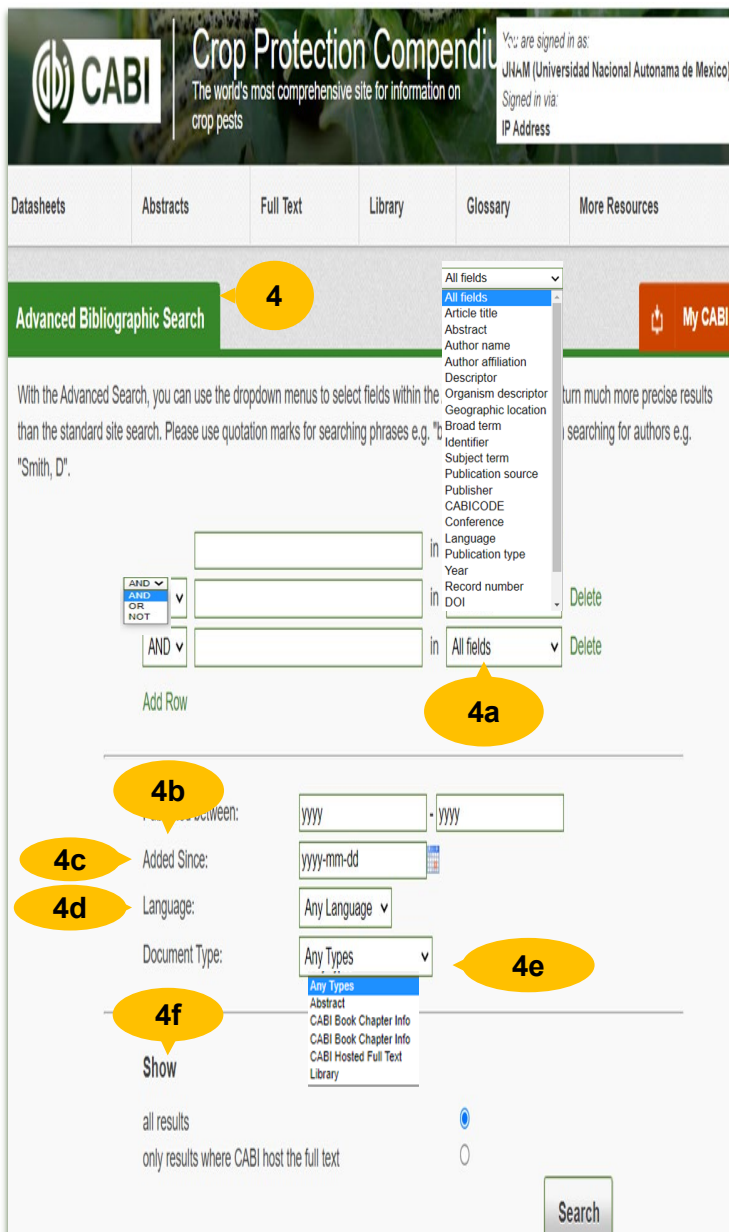 CABI
Crop Protection Compendiu
The world's most comprehensive site for information on
crop pests
You are signed in as:
UNAM (Universidad Nacional Autonoma de Mexico)
Signed in via:
IP Address
Datasheets Abstracts Full Text Library Glossary More Resources
Advanced Bibliographic Search
4
My CABI
All fields
All fields
Article title
Abstract
Author name
Author affiliation
Descriptor
Organism descriptor
Geographic location
Broad term
Identifier
Subject term
Publication source
Publisher
CABICODE
Conference
Language
Publication type
Year
Record number
DOI
With the Advanced Search, you can use the dropdown menus to select fields within the turn much more precise results
than the standard site search. Please use quotation marks for searching phrases e.g. "b searching for authors e.g.
"Smith, D".
in
AND
AND
OR
NOT
in Delete
AND in All fields Delete
Add Row
4a
4b
between: yyyy - yyyy
4c
Added Since: yyyy-mm-dd
4d
Language: Any Language
Document Type: Any Types
4e
Any Types
Abstract
CABI Book Chapter Info
CABI Book Chapter Info
CABI Hosted Full Text
Library
4f
Show
all results
only results where CABI host the full text
Search